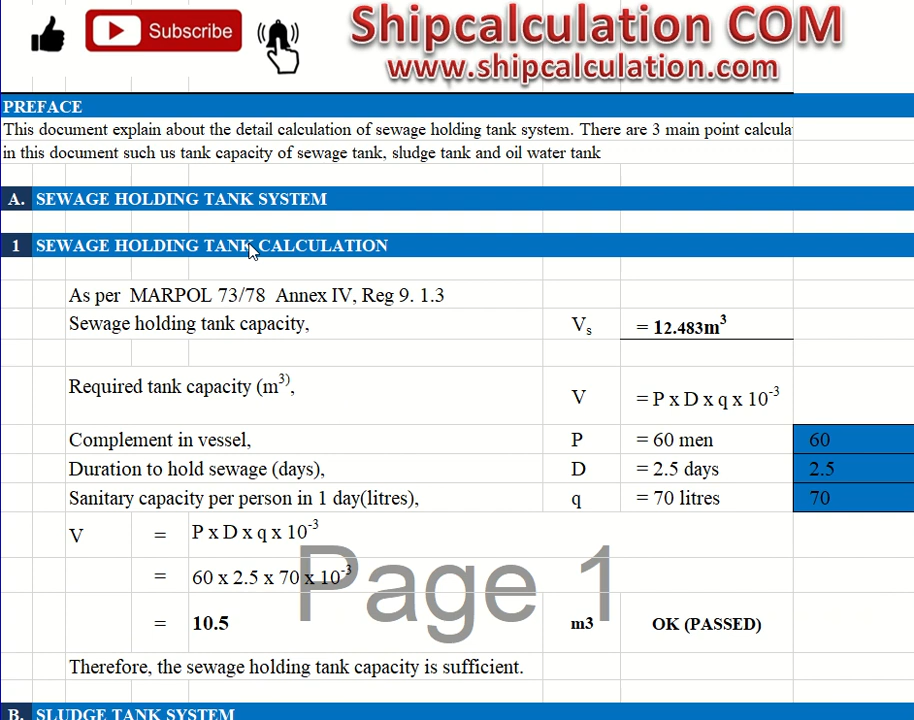 Subscribe
Shipcalculation COM
www.shipcalculation.com
PREFACE
This document explain about the detail calculation of sewage holding tank system. There are 3 main point calcula
in this document such us tank capacity of sewage tank, sludge tank and oil water tank
A. SEWAGE HOLDING TANK SYSTEM
1 SEWAGE HOLDING TANK CALCULATION
As per MARPOL 73/78 Annex IV, Reg 9. 1.3
Sewage holding tank capacity, Vₛ = 12.483m³
Required tank capacity (m³⁾, V = P x D x q x 10⁻³
Complement in vessel, P = 60 men 60
Duration to hold sewage (days), D = 2.5 days 2.5
Sanitary capacity per person in 1 day(litres), q = 70 litres 70
V = P x D x q x 10⁻³
= 60 x 2.5 x 70 x 10⁻³
Page 1
= 10.5 m3 OK (PASSED)
Therefore, the sewage holding tank capacity is sufficient.
B. SLUDGE TANK SYSTEM